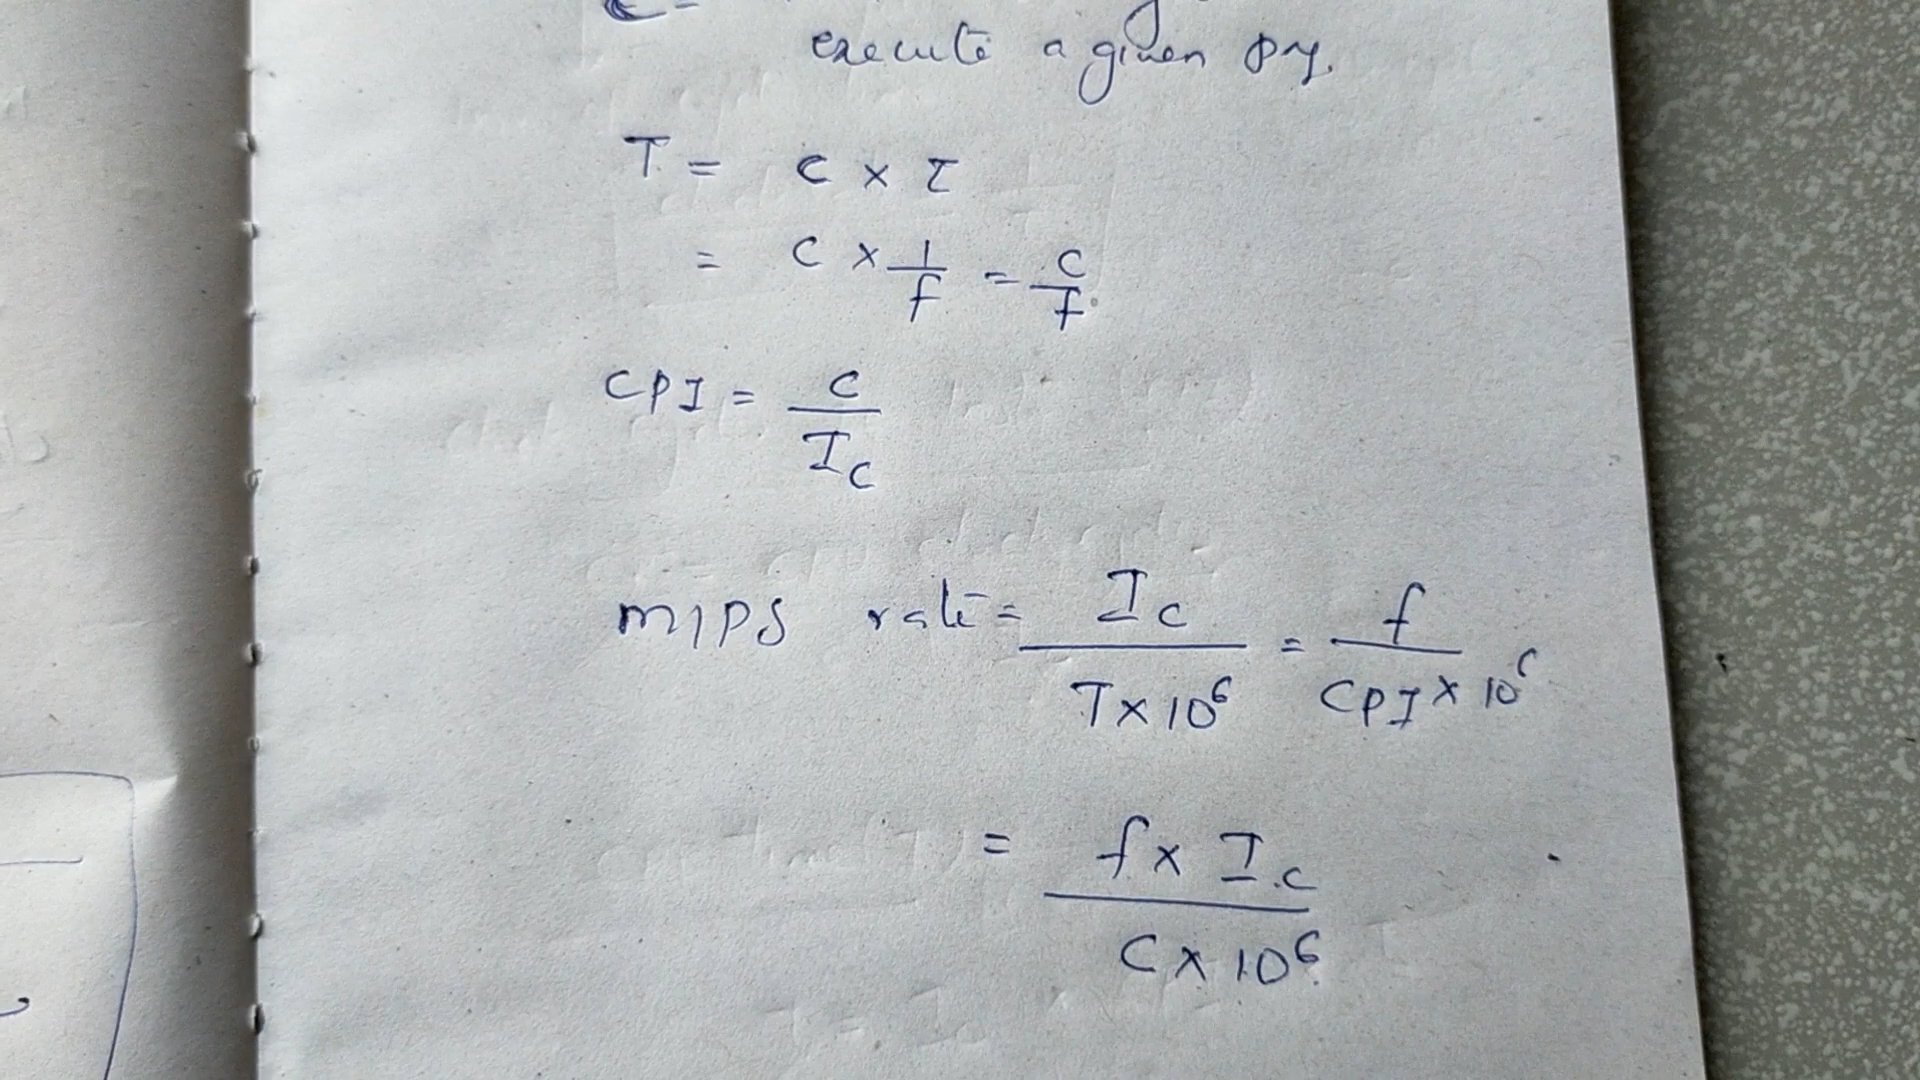 C =
execute a given pg.
T = C × τ
= C × 1/f = C/f
CPI = C/Ic
MIPS rate = Ic/(T × 10^6) = f/(CPI × 10^6)
= (f × Ic)/(C × 10^6)